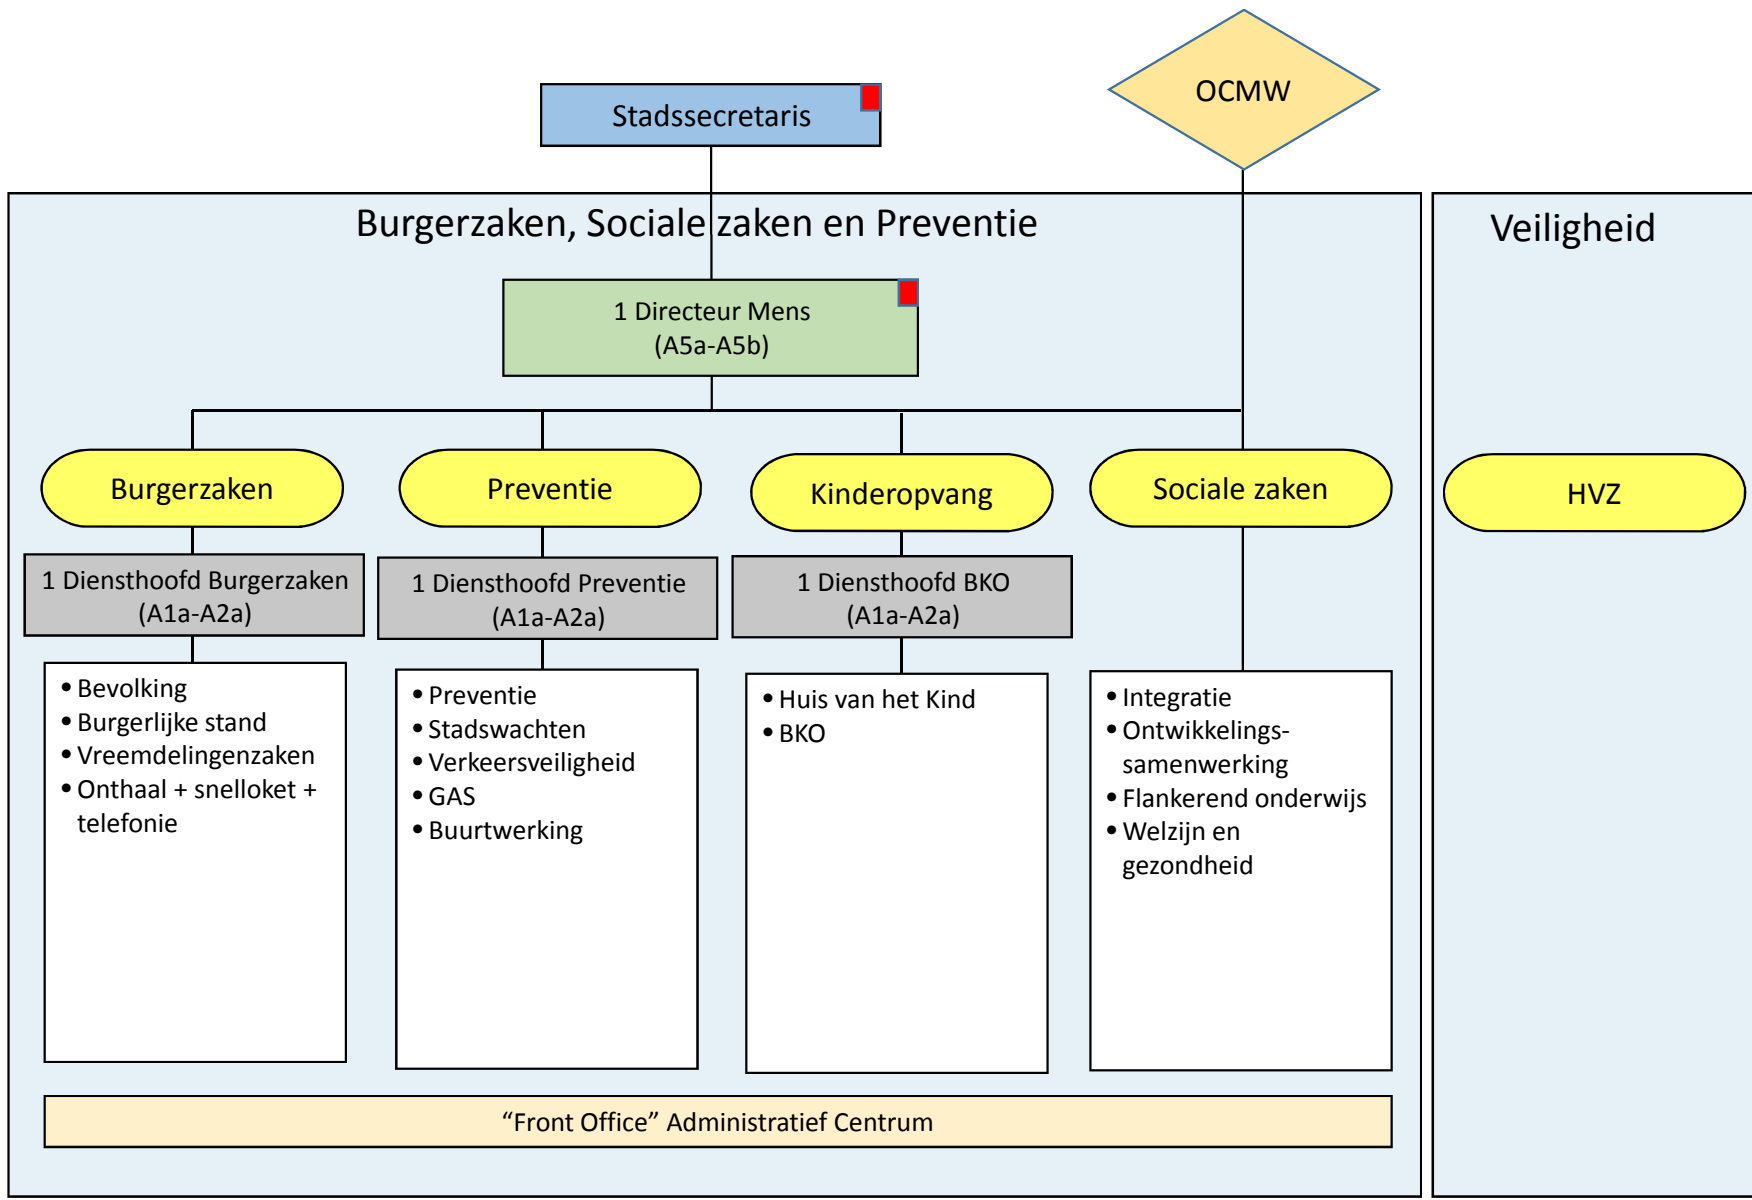 OCMW
Stadssecretaris
Burgerzaken, Sociale zaken en Preventie
Veiligheid
1 Directeur Mens
(A5a-A5b)
Burgerzaken
Preventie
Kinderopvang
Sociale zaken
HVZ
1 Diensthoofd Burgerzaken
(A1a-A2a)
1 Diensthoofd Preventie
(A1a-A2a)
1 Diensthoofd BKO
(A1a-A2a)
• Bevolking
• Burgerlijke stand
• Vreemdelingenzaken
• Onthaal + snelloket +
telefonie
• Preventie
• Stadswachten
• Verkeersveiligheid
• GAS
• Buurtwerking
• Huis van het Kind
• BKO
• Integratie
• Ontwikkelings-
samenwerking
• Flankerend onderwijs
• Welzijn en
gezondheid
“Front Office” Administratief Centrum